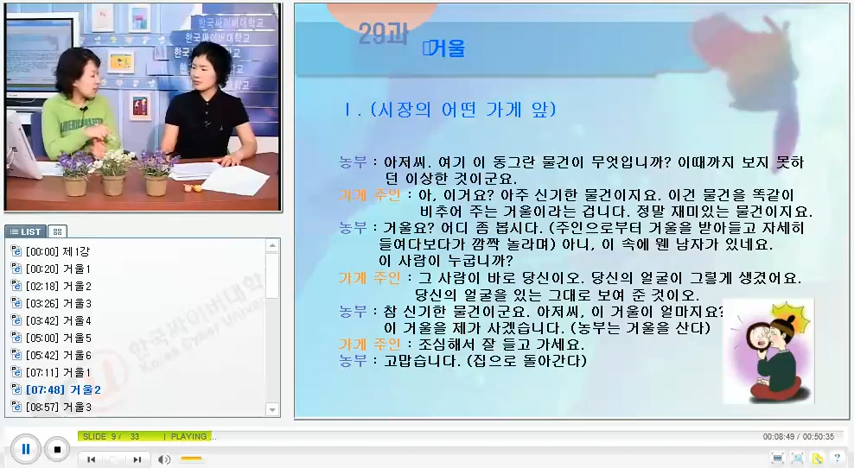 29과
거울
Ⅰ. (시장의 어떤 가게 앞)
농부 : 아저씨. 여기 이 동그란 물건이 무엇입니까? 이때까지 보지 못하
던 이상한 것이군요.
가게 주인 : 아, 이거요? 아주 신기한 물건이지요. 이건 물건을 똑같이
비추어 주는 거울이라는 겁니다. 정말 재미있는 물건이지요.
농부 : 거울요? 어디 좀 봅시다. (주인으로부터 거울을 받아들고 자세히
들여다보다가 깜짝 놀라며) 아니, 이 속에 웬 남자가 있네요.
이 사람이 누굽니까?
가게 주인 : 그 사람이 바로 당신이오. 당신의 얼굴이 그렇게 생겼어요.
당신의 얼굴을 있는 그대로 보여 준 것이오.
농부 : 참 신기한 물건이군요. 아저씨, 이 거울이 얼마지요?
이 거울을 제가 사겠습니다. (농부는 거울을 산다)
가게 주인 : 조심해서 잘 들고 가세요.
농부 : 고맙습니다. (집으로 돌아간다)
한국싸이버대학교
한국싸이버대학교
LIST
[00:00] 제1강
[00:20] 거울1
[02:18] 거울2
[03:26] 거울3
[03:42] 거울4
[05:00] 거울5
[05:42] 거울6
[07:11] 거울1
[07:48] 거울2
[08:57] 거울3
SLIDE 9 / 33 | PLAYING...
00:08:49 / 00:50:35